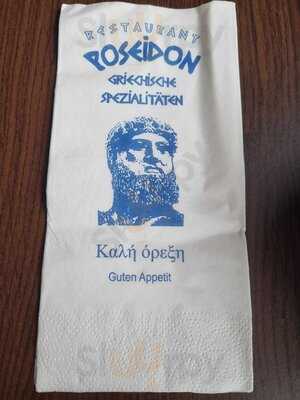 RESTAURANT
POSEIDON
GRIECHISCHE
SPEZIALITÄTEN
Καλή όρεξη
Guten Appetit